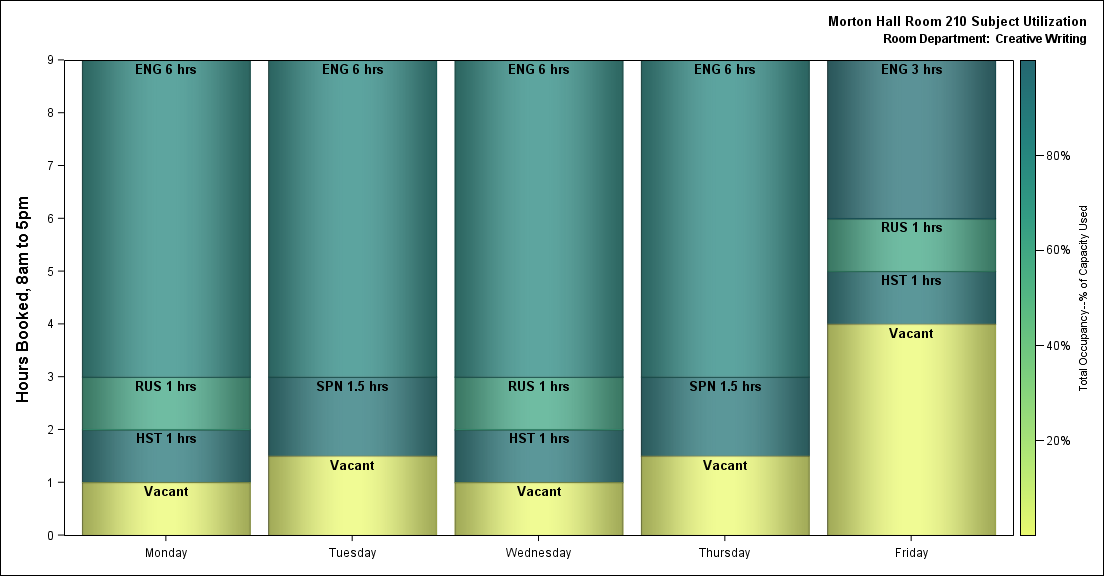 Morton Hall Room 210 Subject Utilization
Room Department: Creative Writing
Hours Booked, 8am to 5pm
9
8
7
6
5
4
3
2
1
0
ENG 6 hrs
RUS 1 hrs
HST 1 hrs
Vacant
ENG 6 hrs
SPN 1.5 hrs
Vacant
ENG 6 hrs
RUS 1 hrs
HST 1 hrs
Vacant
ENG 6 hrs
SPN 1.5 hrs
Vacant
ENG 3 hrs
RUS 1 hrs
HST 1 hrs
Vacant
Monday
Tuesday
Wednesday
Thursday
Friday
80%
60%
40%
20%
Total Occupancy--% of Capacity Used